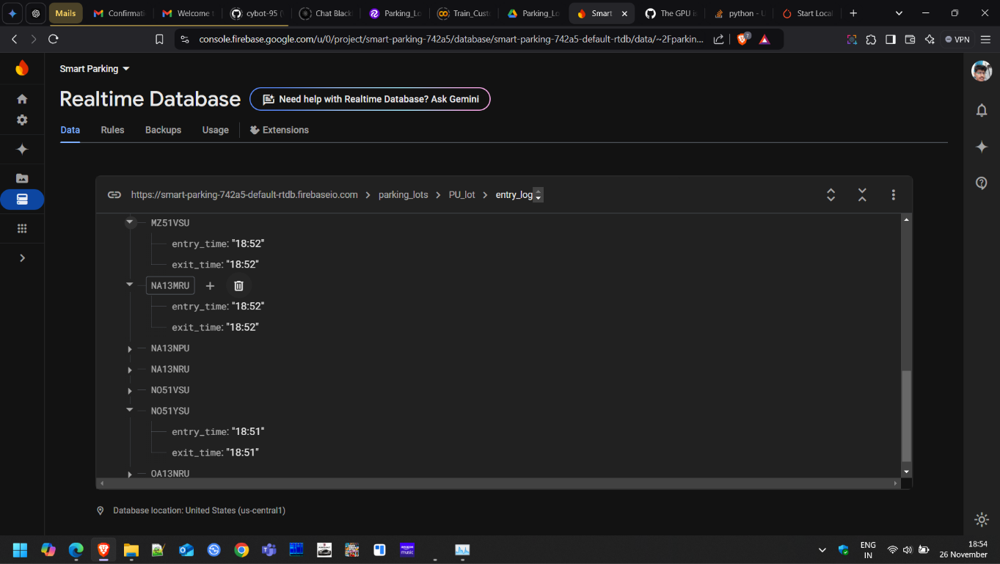 Mails
Confirmati
Welcome t
cybot-95 (
Chat Black
Parking_Lo
Train_Cust
Parking_Lo
Smart
The GPU is
python - U
Start Local
console.firebase.google.com/u/0/project/smart-parking-742a5/database/smart-parking-742a5-default-rtdb/data/~2Fparkin...
7
VPN
Smart Parking
Realtime Database
Need help with Realtime Database? Ask Gemini
Data Rules Backups Usage Extensions
https://smart-parking-742a5-default-rtdb.firebaseio.com > parking_lots > PU_lot > entry_log
MZ51VSU
entry_time: "18:52"
exit_time: "18:52"
NA13MRU
entry_time: "18:52"
exit_time: "18:52"
NA13NPU
NA13NRU
NO51VSU
NO51YSU
entry_time: "18:51"
exit_time: "18:51"
OA13NRU
Database location: United States (us-central1)
music
ENG
IN
18:54
26 November